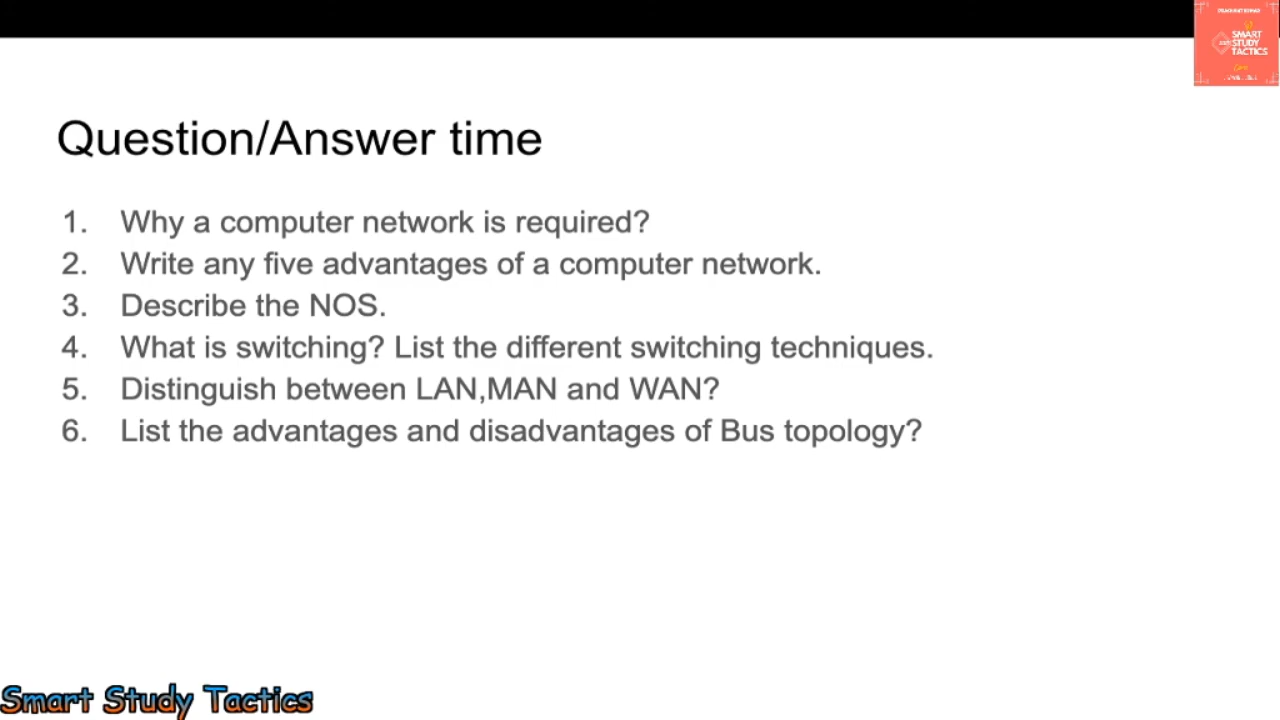 SMART
STUDY
TACTICS
Question/Answer time
1. Why a computer network is required?
2. Write any five advantages of a computer network.
3. Describe the NOS.
4. What is switching? List the different switching techniques.
5. Distinguish between LAN,MAN and WAN?
6. List the advantages and disadvantages of Bus topology?
Smart Study Tactics